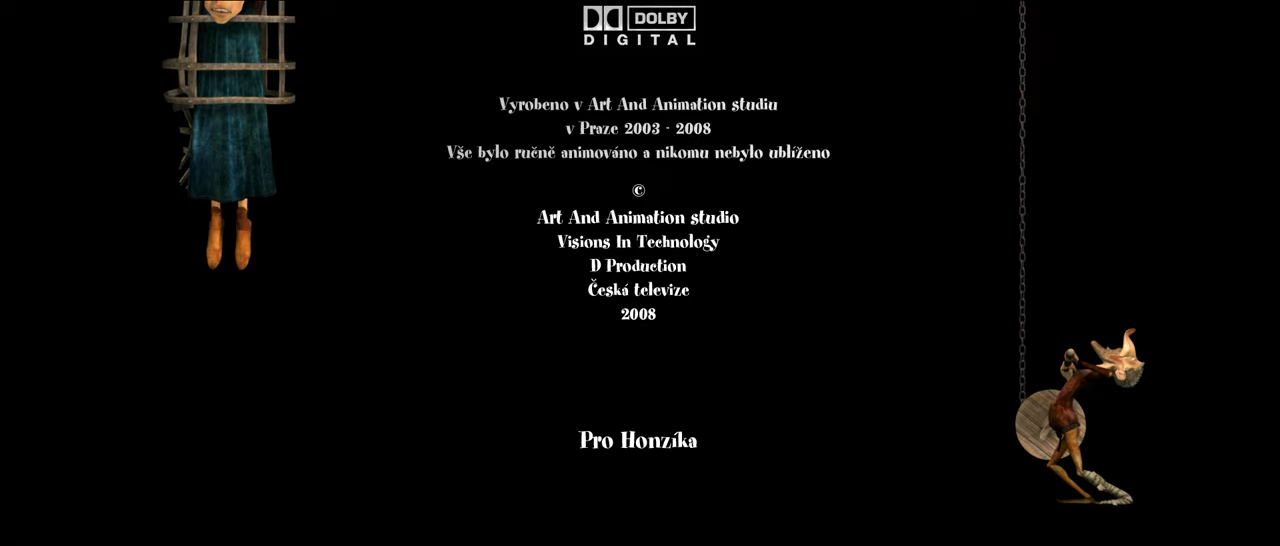 DOLBY
DIGITAL
Vyrobeno v Art And Animation studiu
v Praze 2003 - 2008
Vše bylo ručně animováno a nikomu nebylo ublíženo
©
Art And Animation studio
Visions In Technology
D Production
Česká televize
2008
Pro Honzíka